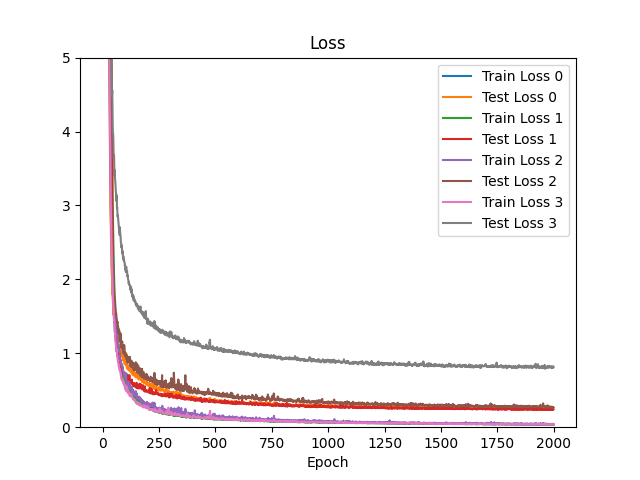 Loss
5
4
3
2
1
0
Train Loss 0
Test Loss 0
Train Loss 1
Test Loss 1
Train Loss 2
Test Loss 2
Train Loss 3
Test Loss 3
0 250 500 750 1000 1250 1500 1750 2000
Epoch